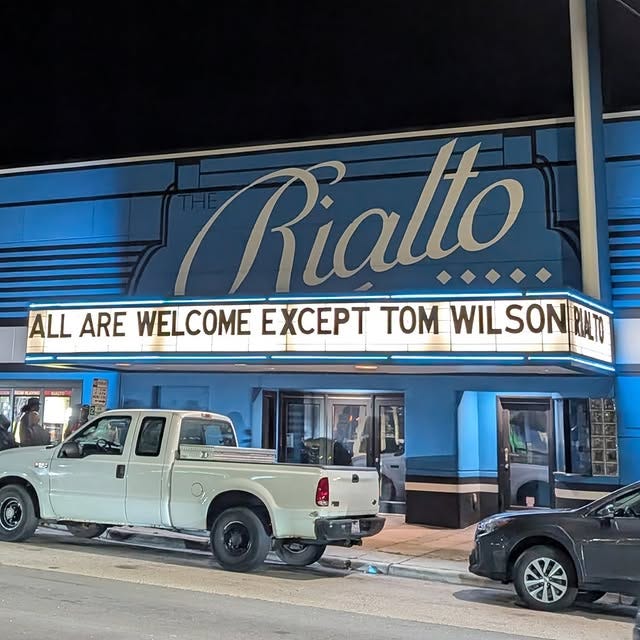 THE
Rialto
ALL ARE WELCOME EXCEPT TOM WILSON
RIALTO